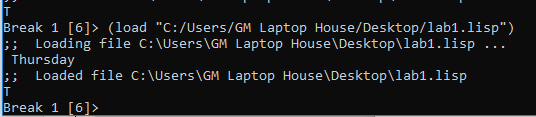 T
Break 1 [6]> (load "C:/Users/GM Laptop House/Desktop/lab1.lisp")
;;  Loading file C:\Users\GM Laptop House\Desktop\lab1.lisp ...
 Thursday
;;  Loaded file C:\Users\GM Laptop House\Desktop\lab1.lisp
T
Break 1 [6]>